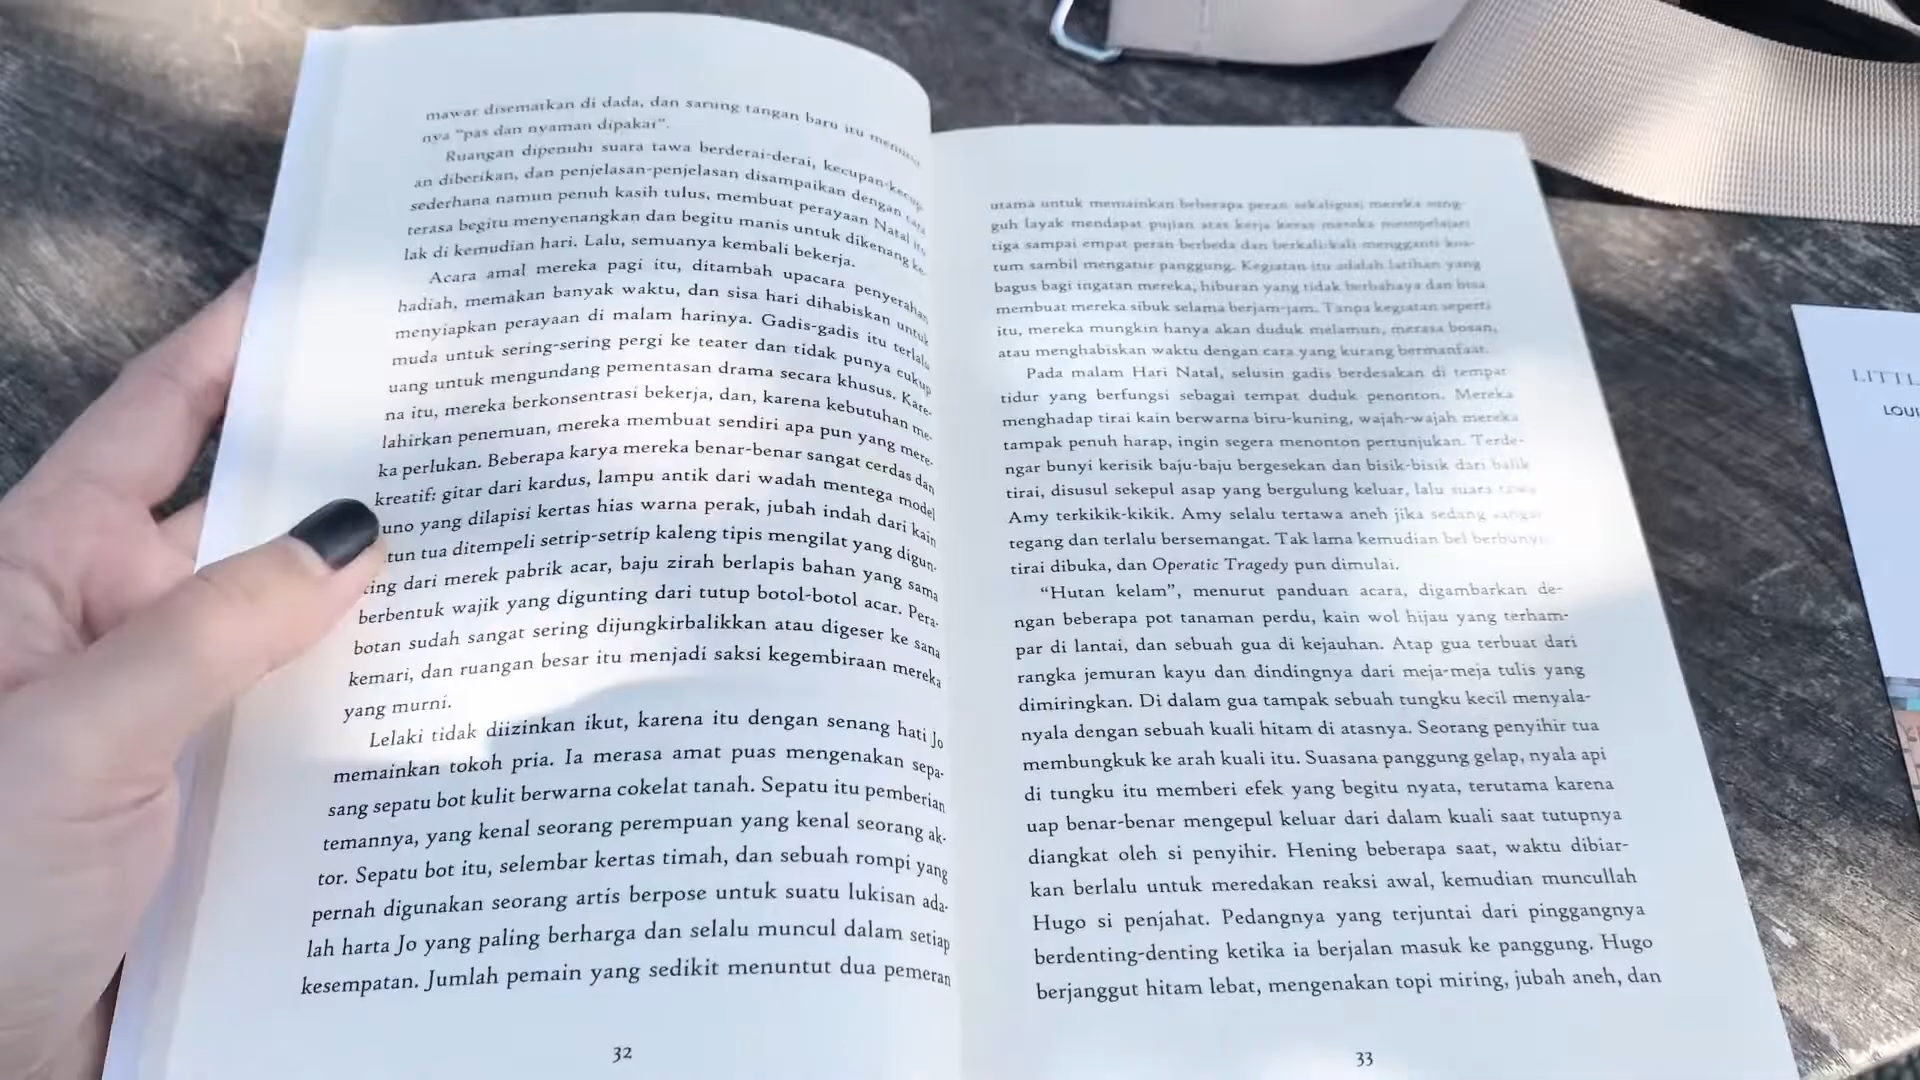 mawar disematkan di dada, dan sarung tangan baru itu
nya “pas dan nyaman dipakai”.
Ruangan dipenuhi suara tawa berderai-derai, kecupan-kecup-
an diberikan, dan penjelasan-penjelasan disampaikan dengan cara
sederhana namun penuh kasih tulus, membuat perayaan Natal itu
terasa begitu menyenangkan dan begitu manis untuk dikenang ke-
lak di kemudian hari. Lalu, semuanya kembali bekerja.
Acara amal mereka pagi itu, ditambah upacara penyerahan
hadiah, memakan banyak waktu, dan sisa hari dihabiskan untuk
menyiapkan perayaan di malam harinya. Gadis-gadis itu terlalu
muda untuk sering-sering pergi ke teater dan tidak punya cukup
uang untuk mengundang pementasan drama secara khusus. Kare-
na itu, mereka berkonsentrasi bekerja, dan, karena kebutuhan me-
lahirkan penemuan, mereka membuat sendiri apa pun yang mere-
ka perlukan. Beberapa karya mereka benar-benar sangat cerdas dan
kreatif: gitar dari kardus, lampu antik dari wadah mentega model
uno yang dilapisi kertas hias warna perak, jubah indah dari kain
tun tua ditempeli setrip-setrip kaleng tipis mengilat yang digun-
ting dari merek pabrik acar, baju zirah berlapis bahan yang sama
berbentuk wajik yang digunting dari tutup botol-botol acar. Pera-
botan sudah sangat sering dijungkirbalikkan atau digeser ke sana
kemari, dan ruangan besar itu menjadi saksi kegembiraan mereka
yang murni.
Lelaki tidak diizinkan ikut, karena itu dengan senang hati Jo
memainkan tokoh pria. Ia merasa amat puas mengenakan sepa-
sang sepatu bot kulit berwarna cokelat tanah. Sepatu itu pemberian
temannya, yang kenal seorang perempuan yang kenal seorang ak-
tor. Sepatu bot itu, selembar kertas timah, dan sebuah rompi yang
pernah digunakan seorang artis berpose untuk suatu lukisan ada-
lah harta Jo yang paling berharga dan selalu muncul dalam setiap
kesempatan. Jumlah pemain yang sedikit menuntut dua pemeran
32
utama untuk memainkan beberapa peran sekaligus; mereka sung-
guh layak mendapat pujian atas kerja keras mereka mempelajari
tiga sampai empat peran berbeda dan berkali-kali mengganti kos-
tum sambil mengatur panggung. Kegiatan itu adalah latihan yang
bagus bagi ingatan mereka, hiburan yang tidak berbahaya dan bisa
membuat mereka sibuk selama berjam-jam. Tanpa kegiatan seperti
itu, mereka mungkin hanya akan duduk melamun, merasa bosan,
atau menghabiskan waktu dengan cara yang kurang bermanfaat.
Pada malam Hari Natal, selusin gadis berdesakan di tempat
tidur yang berfungsi sebagai tempat duduk penonton. Mereka
menghadap tirai kain berwarna biru-kuning, wajah-wajah mereka
tampak penuh harap, ingin segera menonton pertunjukan. Terde-
ngar bunyi kerisik baju-baju bergesekan dan bisik-bisik dari balik
tirai, disusul sekepul asap yang bergulung keluar, lalu suara tawa
Amy terkikik-kikik. Amy selalu tertawa aneh jika sedang sangat
tegang dan terlalu bersemangat. Tak lama kemudian bel berbunyi,
tirai dibuka, dan Operatic Tragedy pun dimulai.
“Hutan kelam”, menurut panduan acara, digambarkan de-
ngan beberapa pot tanaman perdu, kain wol hijau yang terham-
par di lantai, dan sebuah gua di kejauhan. Atap gua terbuat dari
rangka jemuran kayu dan dindingnya dari meja-meja tulis yang
dimiringkan. Di dalam gua tampak sebuah tungku kecil menyala-
nyala dengan sebuah kuali hitam di atasnya. Seorang penyihir tua
membungkuk ke arah kuali itu. Suasana panggung gelap, nyala api
di tungku itu memberi efek yang begitu nyata, terutama karena
uap benar-benar mengepul keluar dari dalam kuali saat tutupnya
diangkat oleh si penyihir. Hening beberapa saat, waktu dibiar-
kan berlalu untuk meredakan reaksi awal, kemudian muncullah
Hugo si penjahat. Pedangnya yang terjuntai dari pinggangnya
berdenting-denting ketika ia berjalan masuk ke panggung. Hugo
berjanggut hitam lebat, mengenakan topi miring, jubah aneh, dan
33
LITTL
LOUI